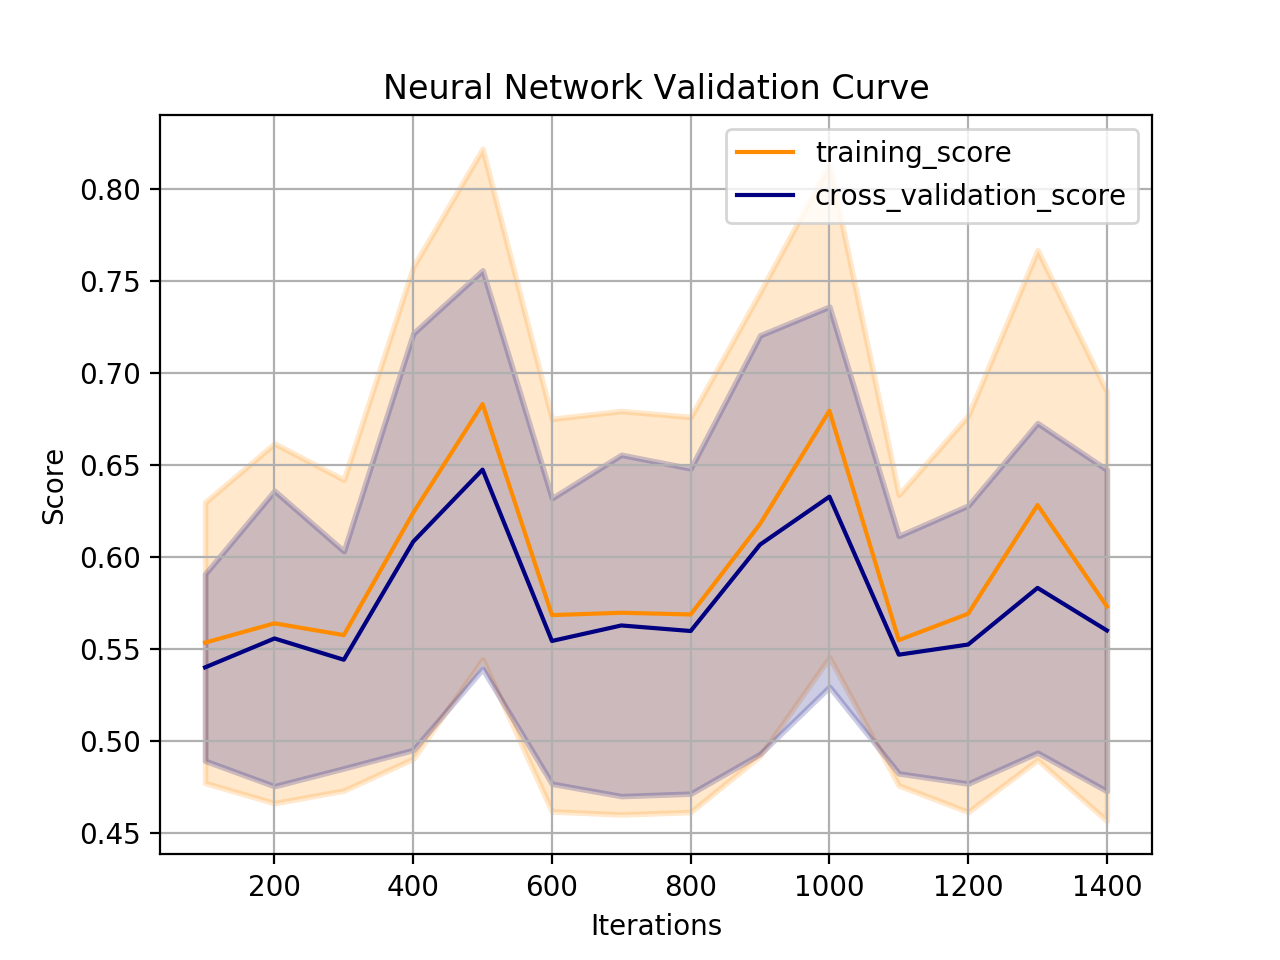 Neural Network Validation Curve
training_score
cross_validation_score
0.80
0.75
0.70
0.65
0.60
0.55
0.50
0.45
Score
200 400 600 800 1000 1200 1400
Iterations